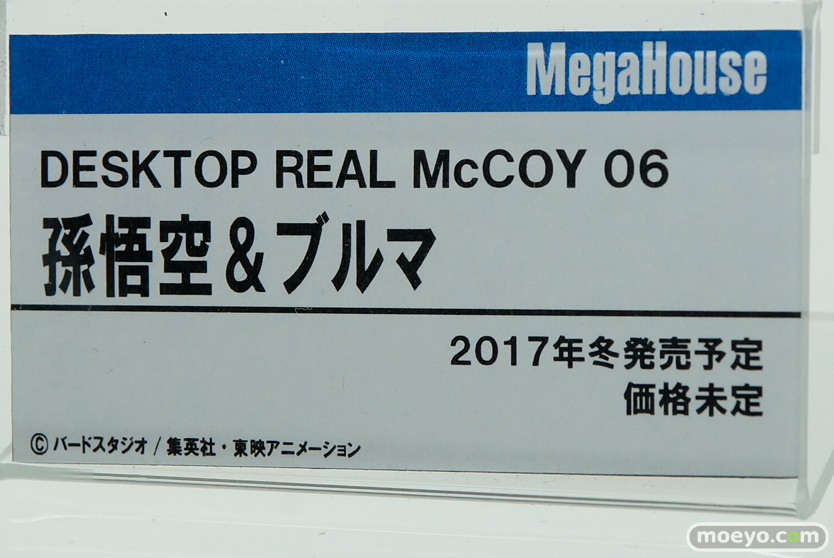 MegaHouse
DESKTOP REAL McCOY 06
孫悟空&ブルマ
2017年冬発売予定
価格未定
©バードスタジオ/集英社・東映アニメーション
moeyo.com